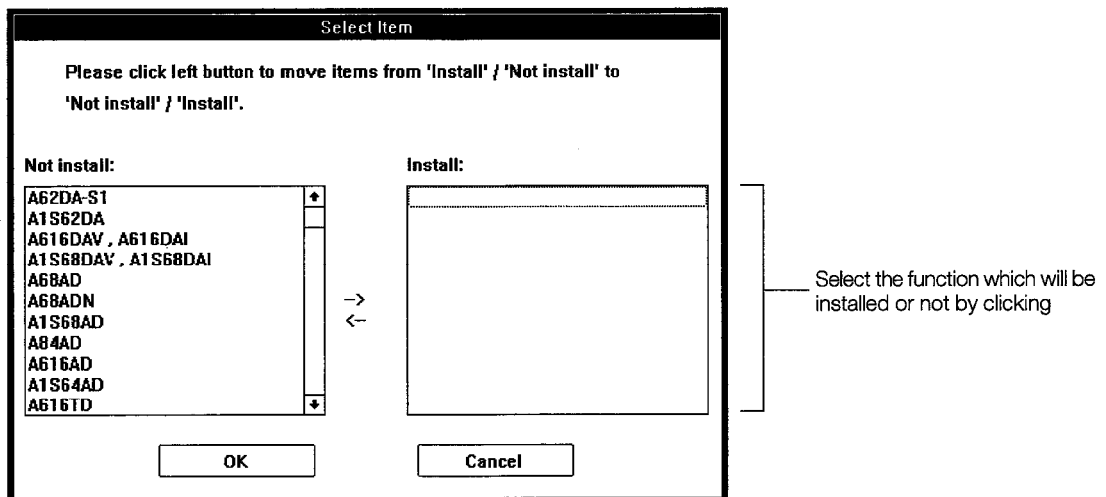 Select Item
Please click left button to move items from 'Install' / 'Not install' to
'Not install' / 'Install'.
Not install:
Install:
A62DA-S1
A1S62DA
A616DAV , A616DAI
A1S68DAV , A1S68DAI
A68AD
A68ADN
A1S68AD
A84AD
A616AD
A1S64AD
A616TD
->
<-
OK
Cancel
Select the function which will be
installed or not by clicking